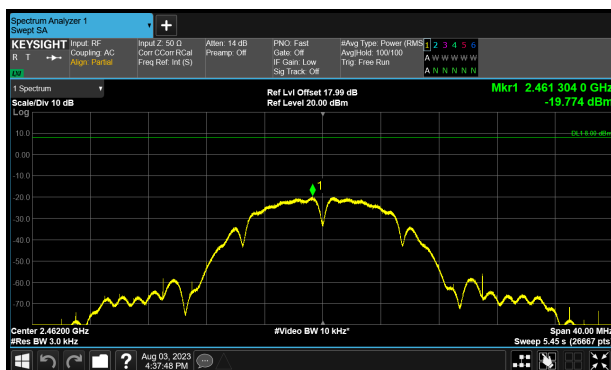 Spectrum Analyzer 1
Swept SA
+
KEYSIGHT Input: RF Input Z: 50 Ω Atten: 14 dB PNO: Fast #Avg Type: Power (RMS 1 2 3 4 5 6
R T Coupling: AC Corr CCorr RCal Preamp: Off Gate: Off Avg|Hold: 100/100 A W W W W W
Align: Partial Freq Ref: Int (S) IF Gain: Low Trig: Free Run
Sig Track: Off A N N N N N
LW
1 Spectrum Ref Lvl Offset 17.99 dB Mkr1 2.461 304 0 GHz
Scale/Div 10 dB Ref Level 20.00 dBm -19.774 dBm
Log
10.0 DL1 8.00 dBm
0.00
-10.0
1
-20.0
-30.0
-40.0
-50.0
-60.0
-70.0
Center 2.46200 GHz #Video BW 10 kHz* Span 40.00 MHz
#Res BW 3.0 kHz Sweep 5.45 s (26667 pts)
? Aug 03, 2023
4:37:48 PM